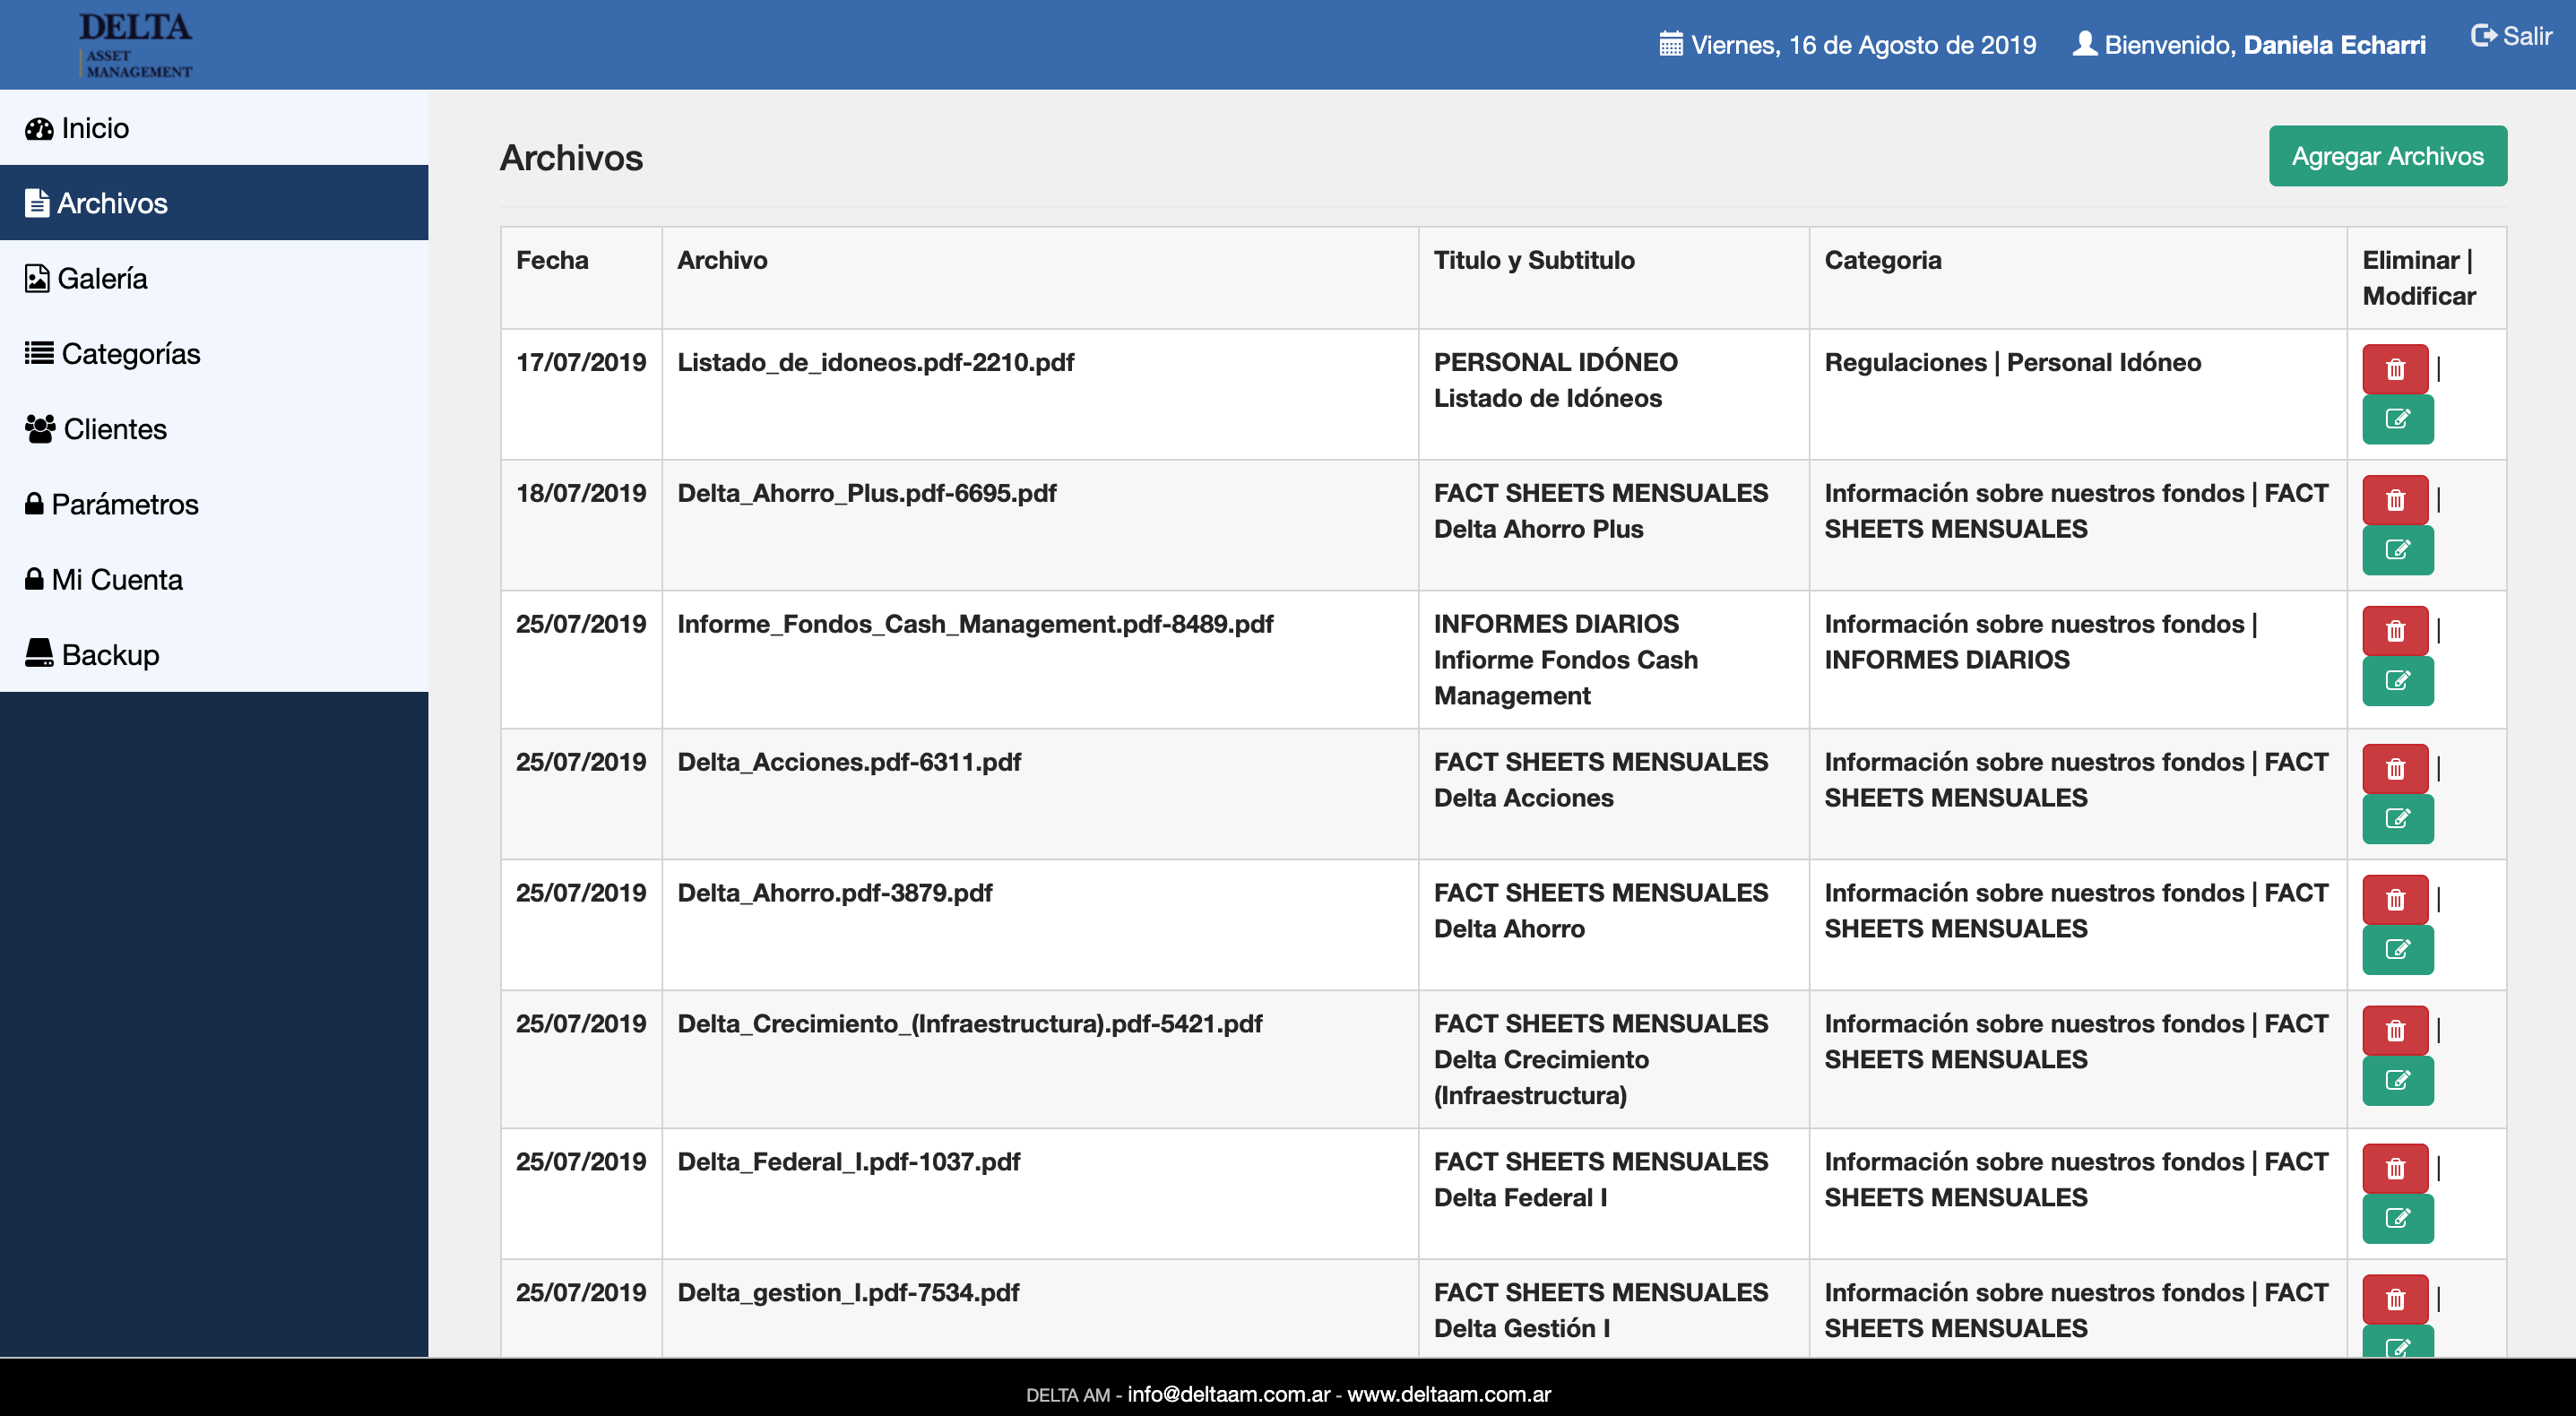 DELTA
ASSET
MANAGEMENT
Viernes, 16 de Agosto de 2019
Bienvenido, Daniela Echarri
Salir
Inicio
Archivos
Galería
Categorías
Clientes
Parámetros
Mi Cuenta
Backup
Archivos
Agregar Archivos
Fecha
Archivo
Titulo y Subtitulo
Categoria
Eliminar |
Modificar
17/07/2019
Listado_de_idoneos.pdf-2210.pdf
PERSONAL IDÓNEO
Listado de Idóneos
Regulaciones | Personal Idóneo
|
18/07/2019
Delta_Ahorro_Plus.pdf-6695.pdf
FACT SHEETS MENSUALES
Delta Ahorro Plus
Información sobre nuestros fondos | FACT
SHEETS MENSUALES
|
25/07/2019
Informe_Fondos_Cash_Management.pdf-8489.pdf
INFORMES DIARIOS
Infiorme Fondos Cash
Management
Información sobre nuestros fondos |
INFORMES DIARIOS
|
25/07/2019
Delta_Acciones.pdf-6311.pdf
FACT SHEETS MENSUALES
Delta Acciones
Información sobre nuestros fondos | FACT
SHEETS MENSUALES
|
25/07/2019
Delta_Ahorro.pdf-3879.pdf
FACT SHEETS MENSUALES
Delta Ahorro
Información sobre nuestros fondos | FACT
SHEETS MENSUALES
|
25/07/2019
Delta_Crecimiento_(Infraestructura).pdf-5421.pdf
FACT SHEETS MENSUALES
Delta Crecimiento
(Infraestructura)
Información sobre nuestros fondos | FACT
SHEETS MENSUALES
|
25/07/2019
Delta_Federal_I.pdf-1037.pdf
FACT SHEETS MENSUALES
Delta Federal I
Información sobre nuestros fondos | FACT
SHEETS MENSUALES
|
25/07/2019
Delta_gestion_I.pdf-7534.pdf
FACT SHEETS MENSUALES
Delta Gestión I
Información sobre nuestros fondos | FACT
SHEETS MENSUALES
|
DELTA AM - info@deltaam.com.ar - www.deltaam.com.ar